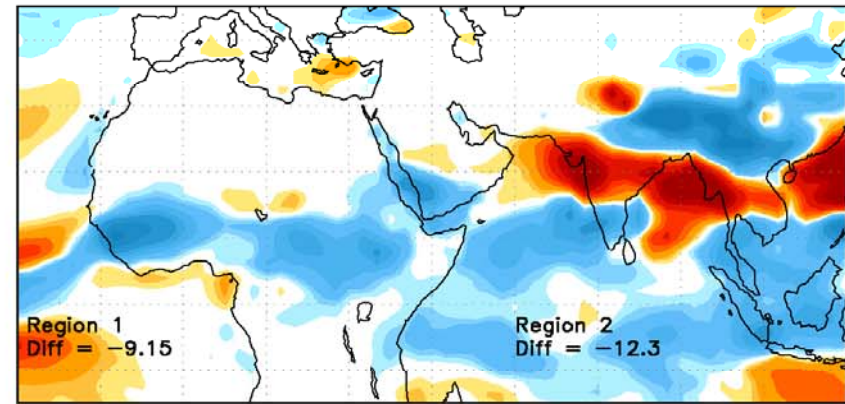 Region 1
Diff = −9.15
Region 2
Diff = −12.3